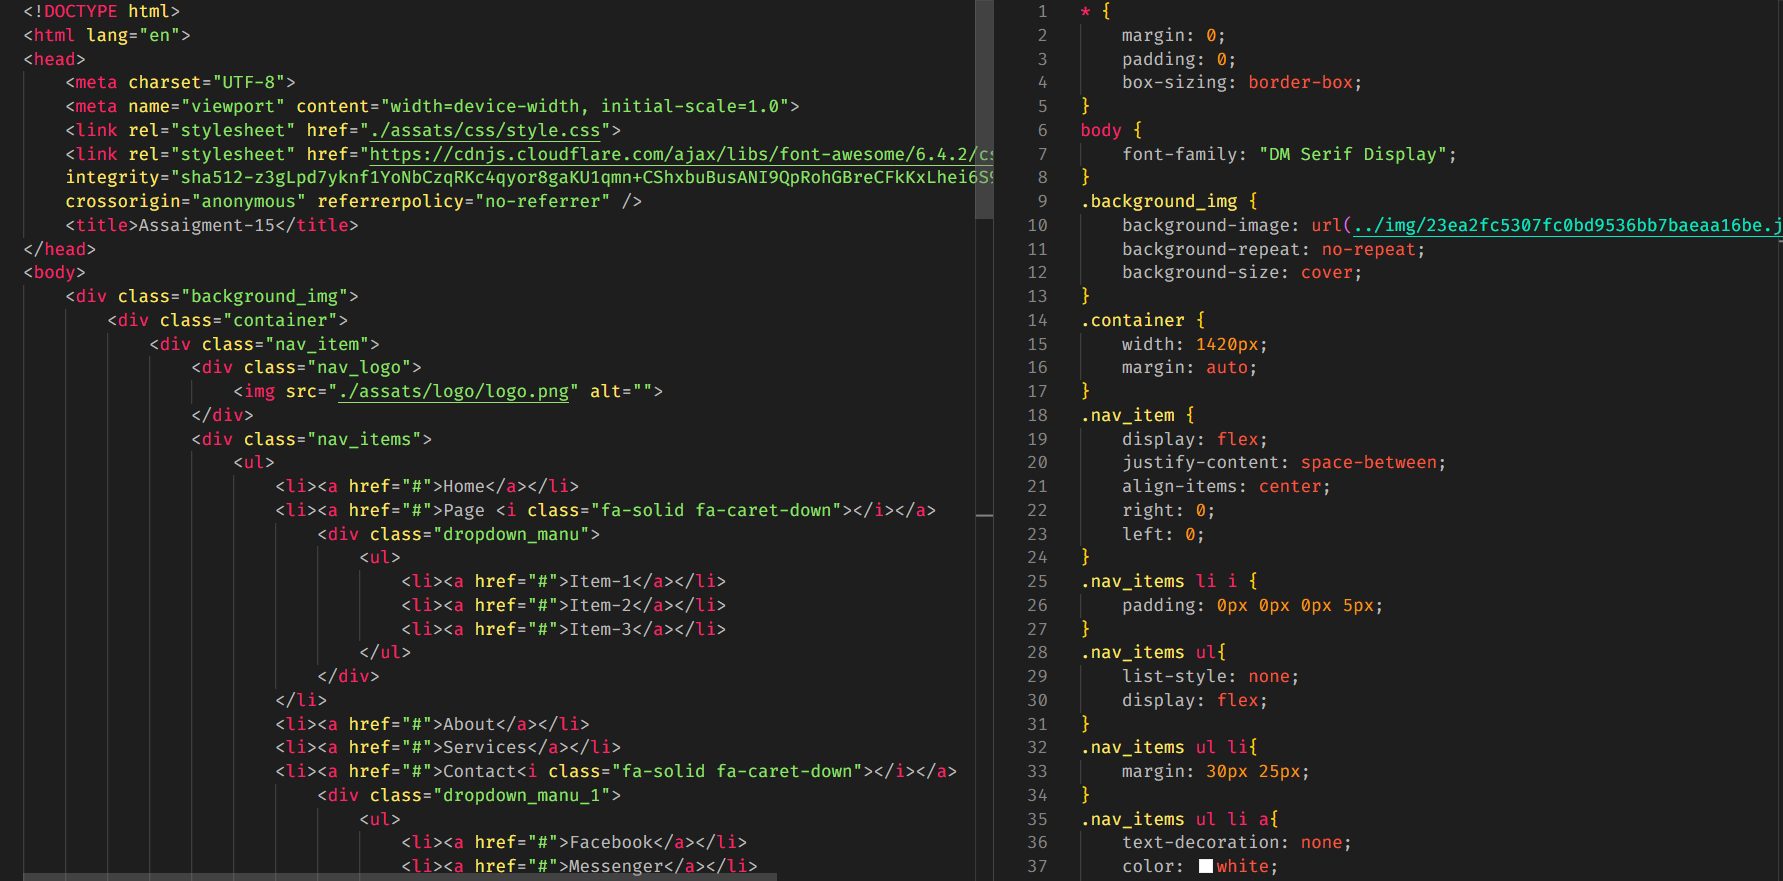 <!DOCTYPE html>
<html lang="en">
<head>
    <meta charset="UTF-8">
    <meta name="viewport" content="width=device-width, initial-scale=1.0">
    <link rel="stylesheet" href="./assats/css/style.css">
    <link rel="stylesheet" href="https://cdnjs.cloudflare.com/ajax/libs/font-awesome/6.4.2/cs
    integrity="sha512-z3gLpd7yknf1YoNbCzqRKc4qyor8gaKU1qmn+CShxbuBusANI9QpRohGBreCFkKxLhei6S9
    crossorigin="anonymous" referrerpolicy="no-referrer" />
    <title>Assaigment-15</title>
</head>
<body>
    <div class="background_img">
        <div class="container">
            <div class="nav_item">
                <div class="nav_logo">
                    <img src="./assats/logo/logo.png" alt="">
                </div>
                <div class="nav_items">
                    <ul>
                        <li><a href="#">Home</a></li>
                        <li><a href="#">Page <i class="fa-solid fa-caret-down"></i></a>
                            <div class="dropdown_manu">
                                <ul>
                                    <li><a href="#">Item-1</a></li>
                                    <li><a href="#">Item-2</a></li>
                                    <li><a href="#">Item-3</a></li>
                                </ul>
                            </div>
                        </li>
                        <li><a href="#">About</a></li>
                        <li><a href="#">Services</a></li>
                        <li><a href="#">Contact<i class="fa-solid fa-caret-down"></i></a>
                            <div class="dropdown_manu_1">
                                <ul>
                                    <li><a href="#">Facebook</a></li>
                                    <li><a href="#">Messenger</a></li>
1 * {
2     margin: 0;
3     padding: 0;
4     box-sizing: border-box;
5 }
6 body {
7     font-family: "DM Serif Display";
8 }
9 .background_img {
10     background-image: url(../img/23ea2fc5307fc0bd9536bb7baeaa16be.j
11     background-repeat: no-repeat;
12     background-size: cover;
13 }
14 .container {
15     width: 1420px;
16     margin: auto;
17 }
18 .nav_item {
19     display: flex;
20     justify-content: space-between;
21     align-items: center;
22     right: 0;
23     left: 0;
24 }
25 .nav_items li i {
26     padding: 0px 0px 0px 5px;
27 }
28 .nav_items ul{
29     list-style: none;
30     display: flex;
31 }
32 .nav_items ul li{
33     margin: 30px 25px;
34 }
35 .nav_items ul li a{
36     text-decoration: none;
37     color: white;